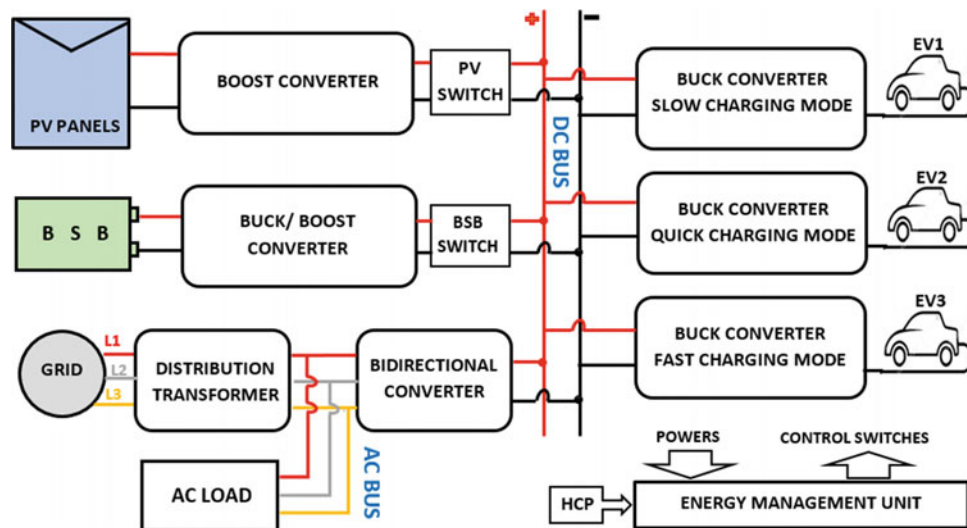 PV PANELS
BOOST CONVERTER
PV
SWITCH
+
−
DC BUS
BUCK CONVERTER
SLOW CHARGING MODE
EV1
B S B
BUCK/ BOOST
CONVERTER
BSB
SWITCH
BUCK CONVERTER
QUICK CHARGING MODE
EV2
GRID
L1
L2
L3
DISTRIBUTION
TRANSFORMER
BIDIRECTIONAL
CONVERTER
BUCK CONVERTER
FAST CHARGING MODE
EV3
AC LOAD
AC BUS
POWERS
CONTROL SWITCHES
HCP
ENERGY MANAGEMENT UNIT